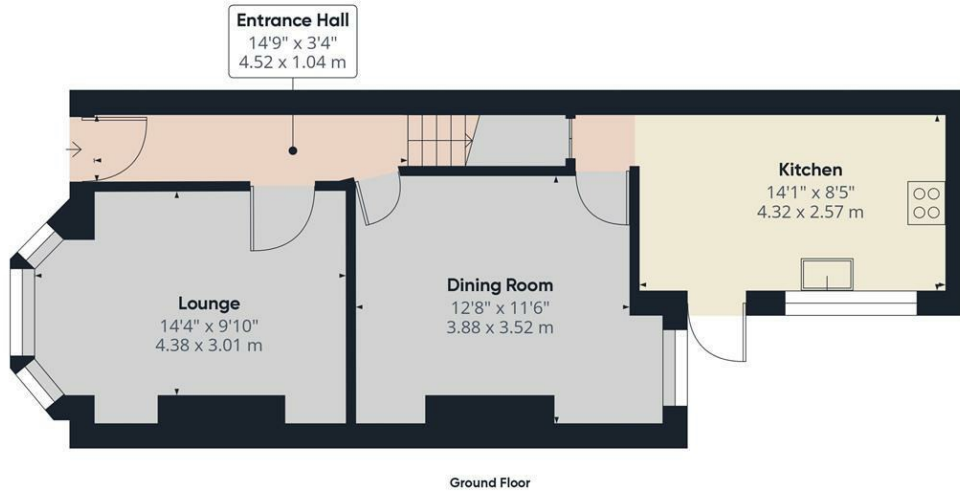 Entrance Hall
14'9" x 3'4"
4.52 x 1.04 m
Kitchen
14'1" x 8'5"
4.32 x 2.57 m
Dining Room
12'8" x 11'6"
3.88 x 3.52 m
Lounge
14'4" x 9'10"
4.38 x 3.01 m
Ground Floor